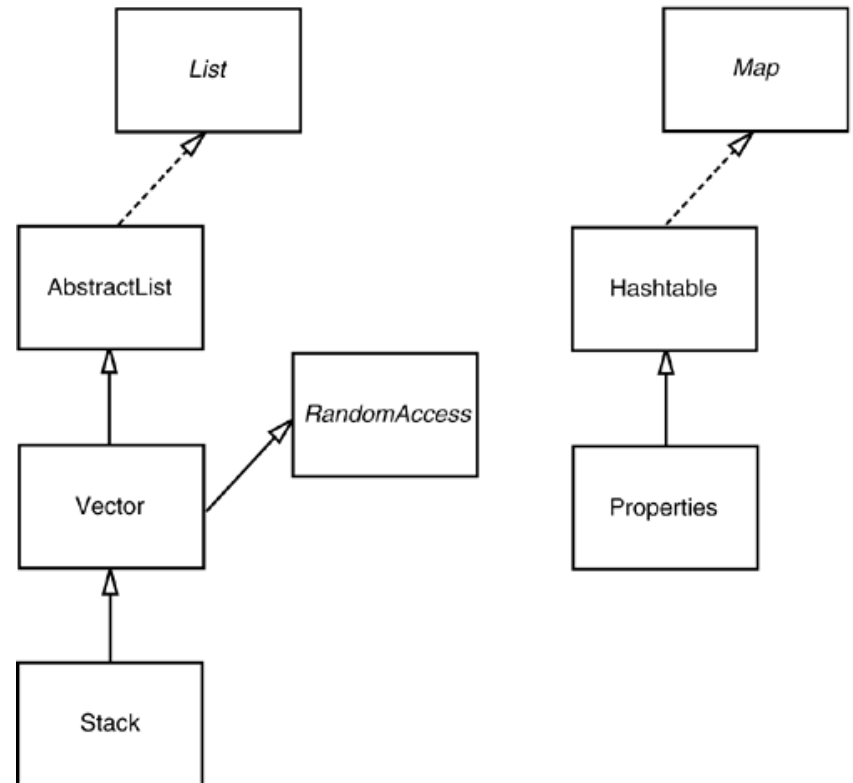 List
Map
AbstractList
Hashtable
RandomAccess
Vector
Properties
Stack